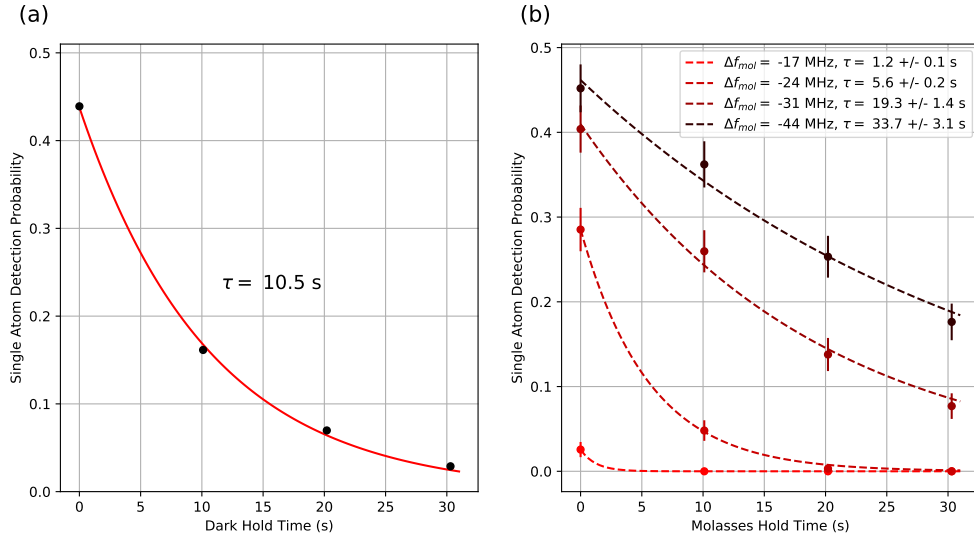 (a)
0.5
0.4
0.3
0.2
0.1
0.0
Single Atom Detection Probability
τ = 10.5 s
0 5 10 15 20 25 30
Dark Hold Time (s)
(b)
0.5
0.4
0.3
0.2
0.1
0.0
Single Atom Detection Probability
Δf_mol = -17 MHz, τ = 1.2 +/- 0.1 s
Δf_mol = -24 MHz, τ = 5.6 +/- 0.2 s
Δf_mol = -31 MHz, τ = 19.3 +/- 1.4 s
Δf_mol = -44 MHz, τ = 33.7 +/- 3.1 s
0 5 10 15 20 25 30
Molasses Hold Time (s)